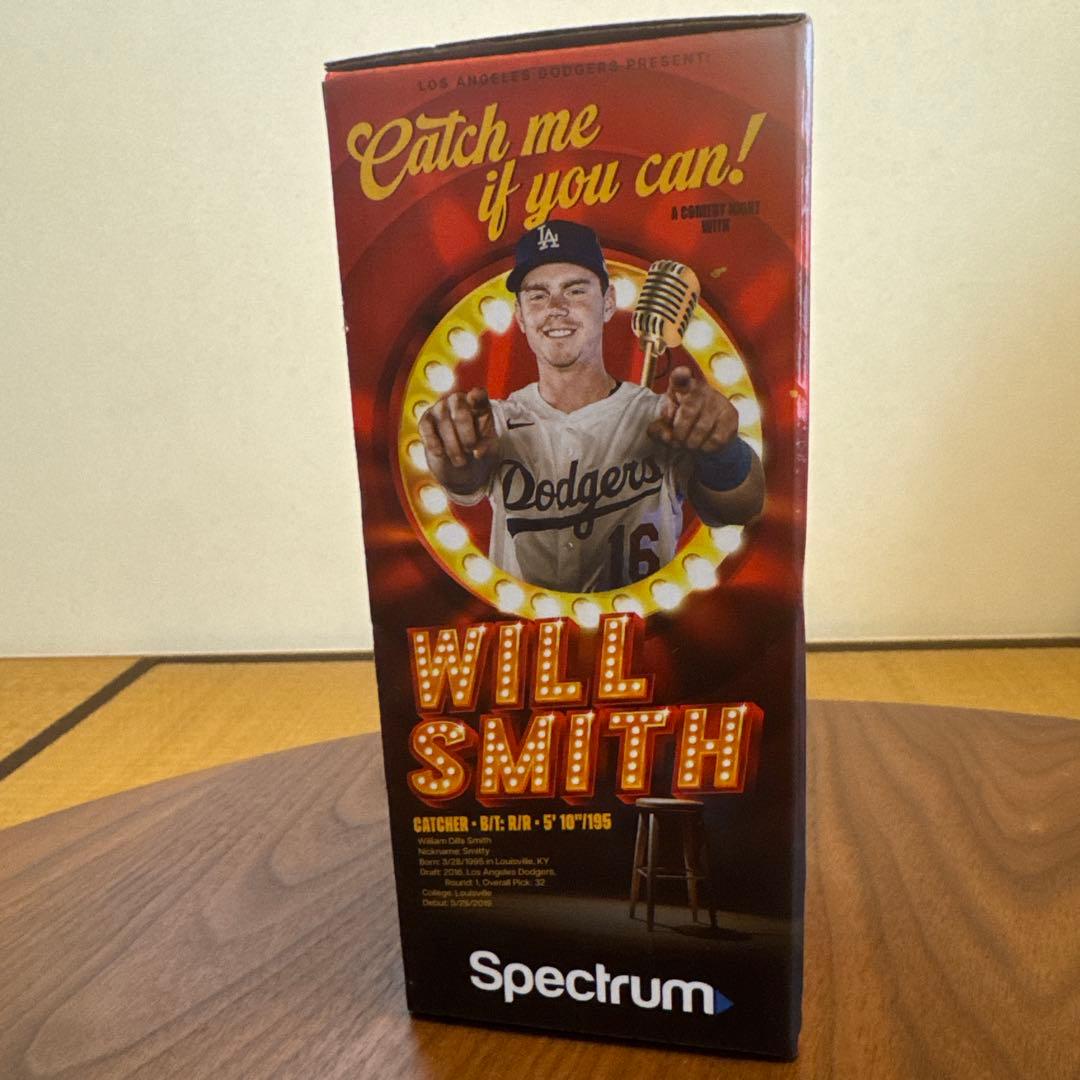 LOS ANGELES DODGERS PRESENT:
Catch me
if you can!
A COMEDY NIGHT
WITH
LA
Dodgers
16
WILL
SMITH
CATCHER • B/T: R/R • 5' 10"/195
William Dills Smith
Nickname: Smitty
Born: 3/28/1995 in Louisville, KY
Draft: 2016, Los Angeles Dodgers,
Round: 1, Overall Pick: 32
College: Louisville
Debut: 5/28/2019
Spectrum